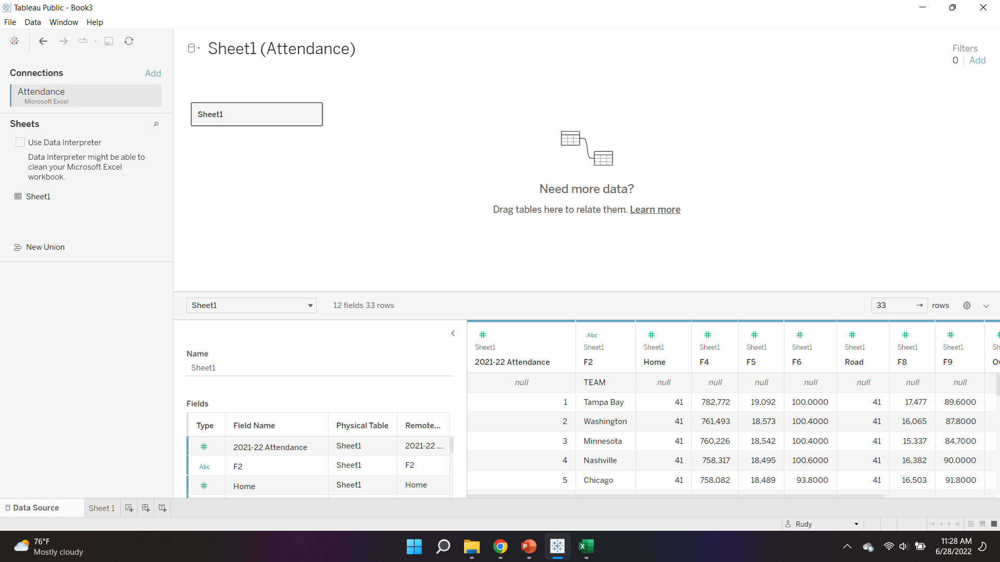 Tableau Public - Book3
File Data Window Help
Connections Add
Attendance
Microsoft Excel
Sheets
Use Data Interpreter
Data Interpreter might be able to
clean your Microsoft Excel
workbook.
Sheet1
New Union
Sheet1 (Attendance)
Filters
0 Add
Sheet1
Need more data?
Drag tables here to relate them. Learn more
Sheet1 12 fields 33 rows 33 → rows
Name
Sheet1
Fields
Type Field Name Physical Table Remote...
# 2021-22 Attendance Sheet1 2021-22 ...
Abc F2 Sheet1 F2
# Home Sheet1 Home
# Abc # # # # # # # #
Sheet1 Sheet1 Sheet1 Sheet1 Sheet1 Sheet1 Sheet1 Sheet1 Sheet1 Sh
2021-22 Attendance F2 Home F4 F5 F6 Road F8 F9 Ov
null TEAM null null null null null null null
1 Tampa Bay 41 782,772 19,092 100.0000 41 17,477 89.6000
2 Washington 41 761,493 18,573 100.4000 41 16,065 87.8000
3 Minnesota 41 760,226 18,542 100.4000 41 15,337 84.7000
4 Nashville 41 758,317 18,495 100.6000 41 16,382 90.0000
5 Chicago 41 758,082 18,489 93.8000 41 16,503 91.8000
Data Source Sheet 1
Rudy
76°F
Mostly cloudy
11:28 AM
6/28/2022